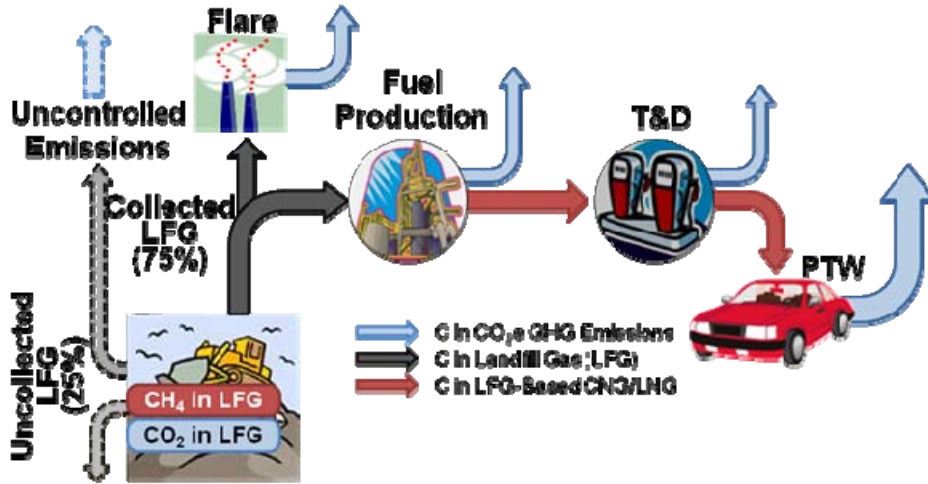 Flare
Uncontrolled
Emissions
Fuel
Production
T&D
Collected
LFG
(75%)
PTW
Uncollected
LFG
(25%)
CH₄ in LFG
CO₂ in LFG
C in CO₂e GHG Emissions
C in Landfill Gas (LFG)
C in LFG-Based CNG/LNG